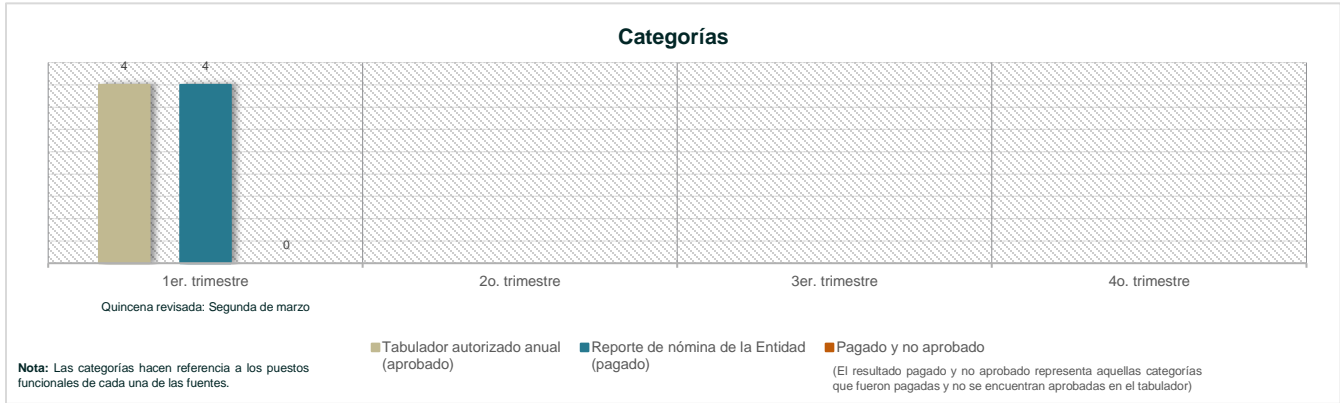 Categorías
4
4
0
1er. trimestre
2o. trimestre
3er. trimestre
4o. trimestre
Quincena revisada: Segunda de marzo
Tabulador autorizado anual
(aprobado)
Reporte de nómina de la Entidad
(pagado)
Pagado y no aprobado
(El resultado pagado y no aprobado representa aquellas categorías
que fueron pagadas y no se encuentran aprobadas en el tabulador)
Nota: Las categorías hacen referencia a los puestos
funcionales de cada una de las fuentes.